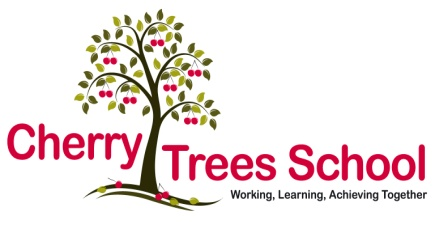 Cherry Trees School
Working, Learning, Achieving Together